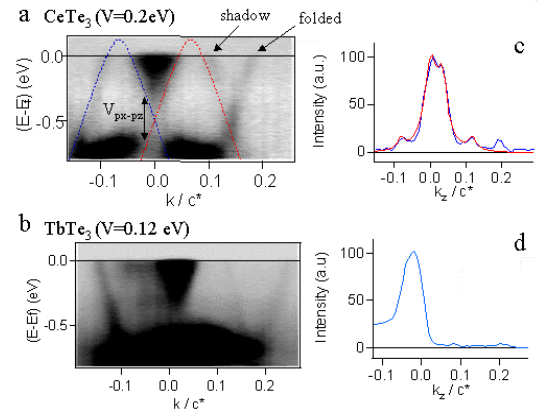 a
CeTe3 (V=0.2eV)
shadow
folded
0.0
-0.5
(E-Ef) (eV)
Vpx-pz
-0.1
0.0
0.1
0.2
k / c*
c
Intensity (a.u.)
100
50
0
-0.1
0.0
0.1
0.2
kz / c*
b
TbTe3 (V=0.12 eV)
0.0
-0.5
(E-Ef) (eV)
-0.1
0.0
0.1
0.2
k / c*
d
Intensity (a.u)
100
50
0
-0.1
0.0
0.1
0.2
kz / c*